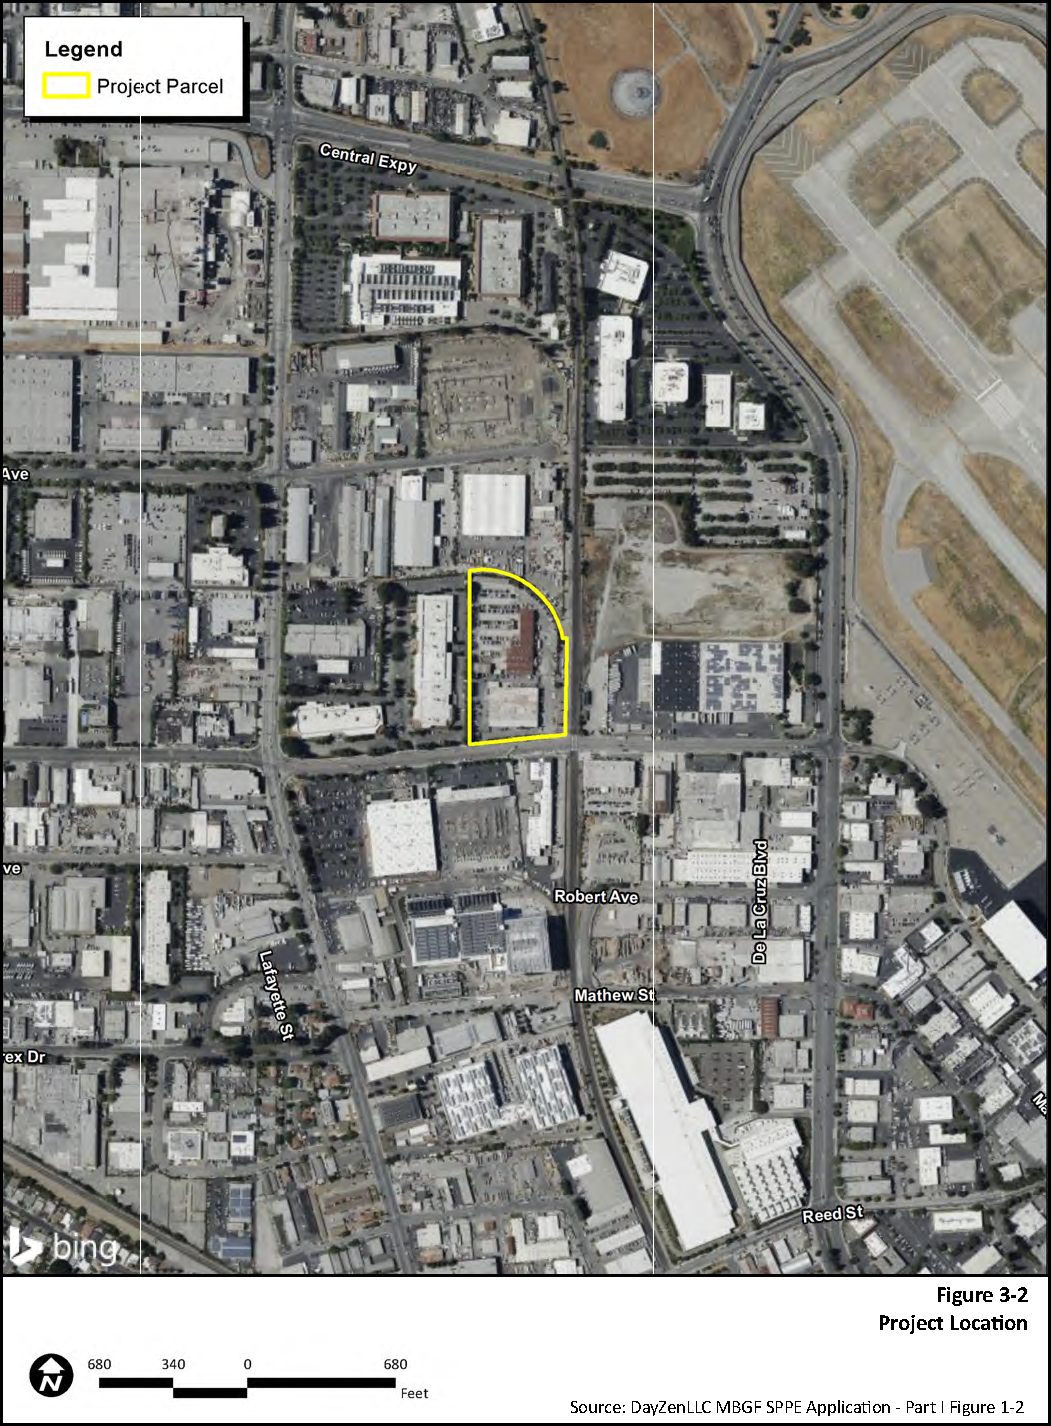 Legend
Project Parcel
Central Expy
Ave
ve
Robert Ave
De La Cruz Blvd
Lafayette St
Mathew St
rex Dr
Reed St
bing
Figure 3-2
Project Location
N
680 340 0 680
Feet
Source: DayZenLLC MBGF SPPE Application - Part I Figure 1-2